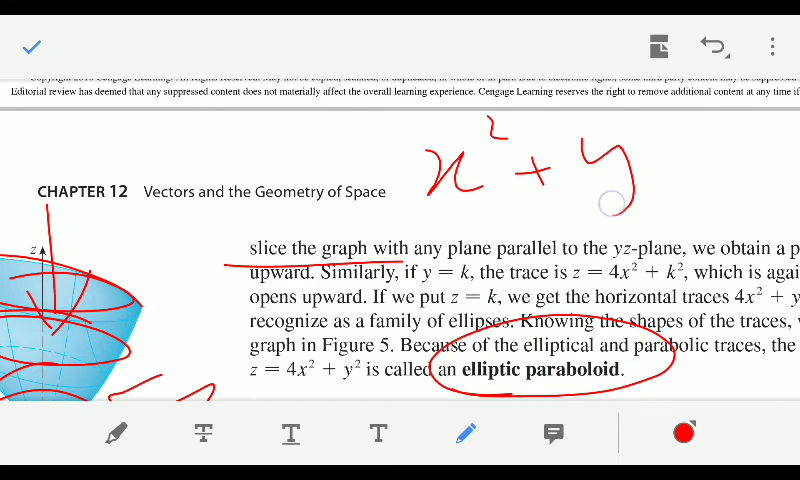 Editorial review has deemed that any suppressed content does not materially affect the overall learning experience. Cengage Learning reserves the right to remove additional content at any time if
x² + y
CHAPTER 12 Vectors and the Geometry of Space
z
slice the graph with any plane parallel to the yz-plane, we obtain a p
upward. Similarly, if y = k, the trace is z = 4x² + k², which is agai
opens upward. If we put z = k, we get the horizontal traces 4x² + y
recognize as a family of ellipses. Knowing the shapes of the traces,
graph in Figure 5. Because of the elliptical and parabolic traces, the
z = 4x² + y² is called an elliptic paraboloid.
T T T